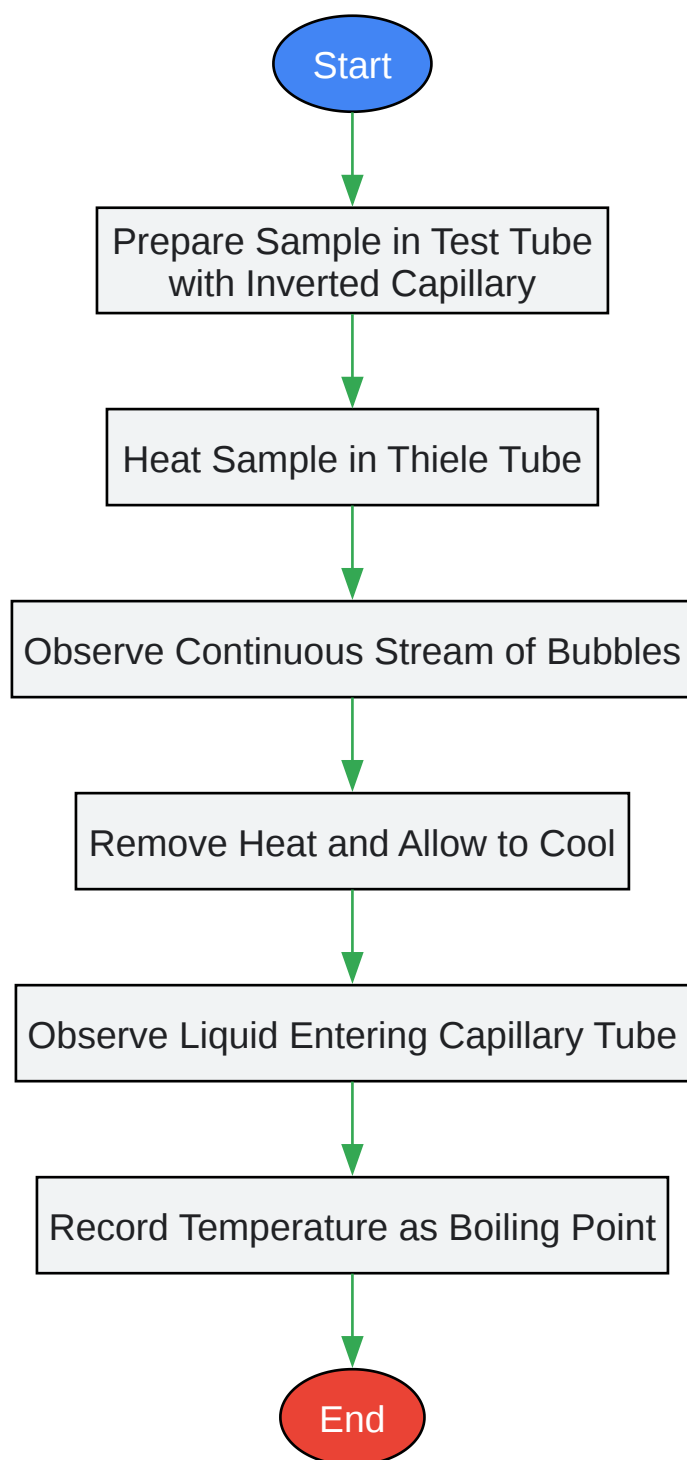 Start
Prepare Sample in Test Tube
with Inverted Capillary
Heat Sample in Thiele Tube
Observe Continuous Stream of Bubbles
Remove Heat and Allow to Cool
Observe Liquid Entering Capillary Tube
Record Temperature as Boiling Point
End